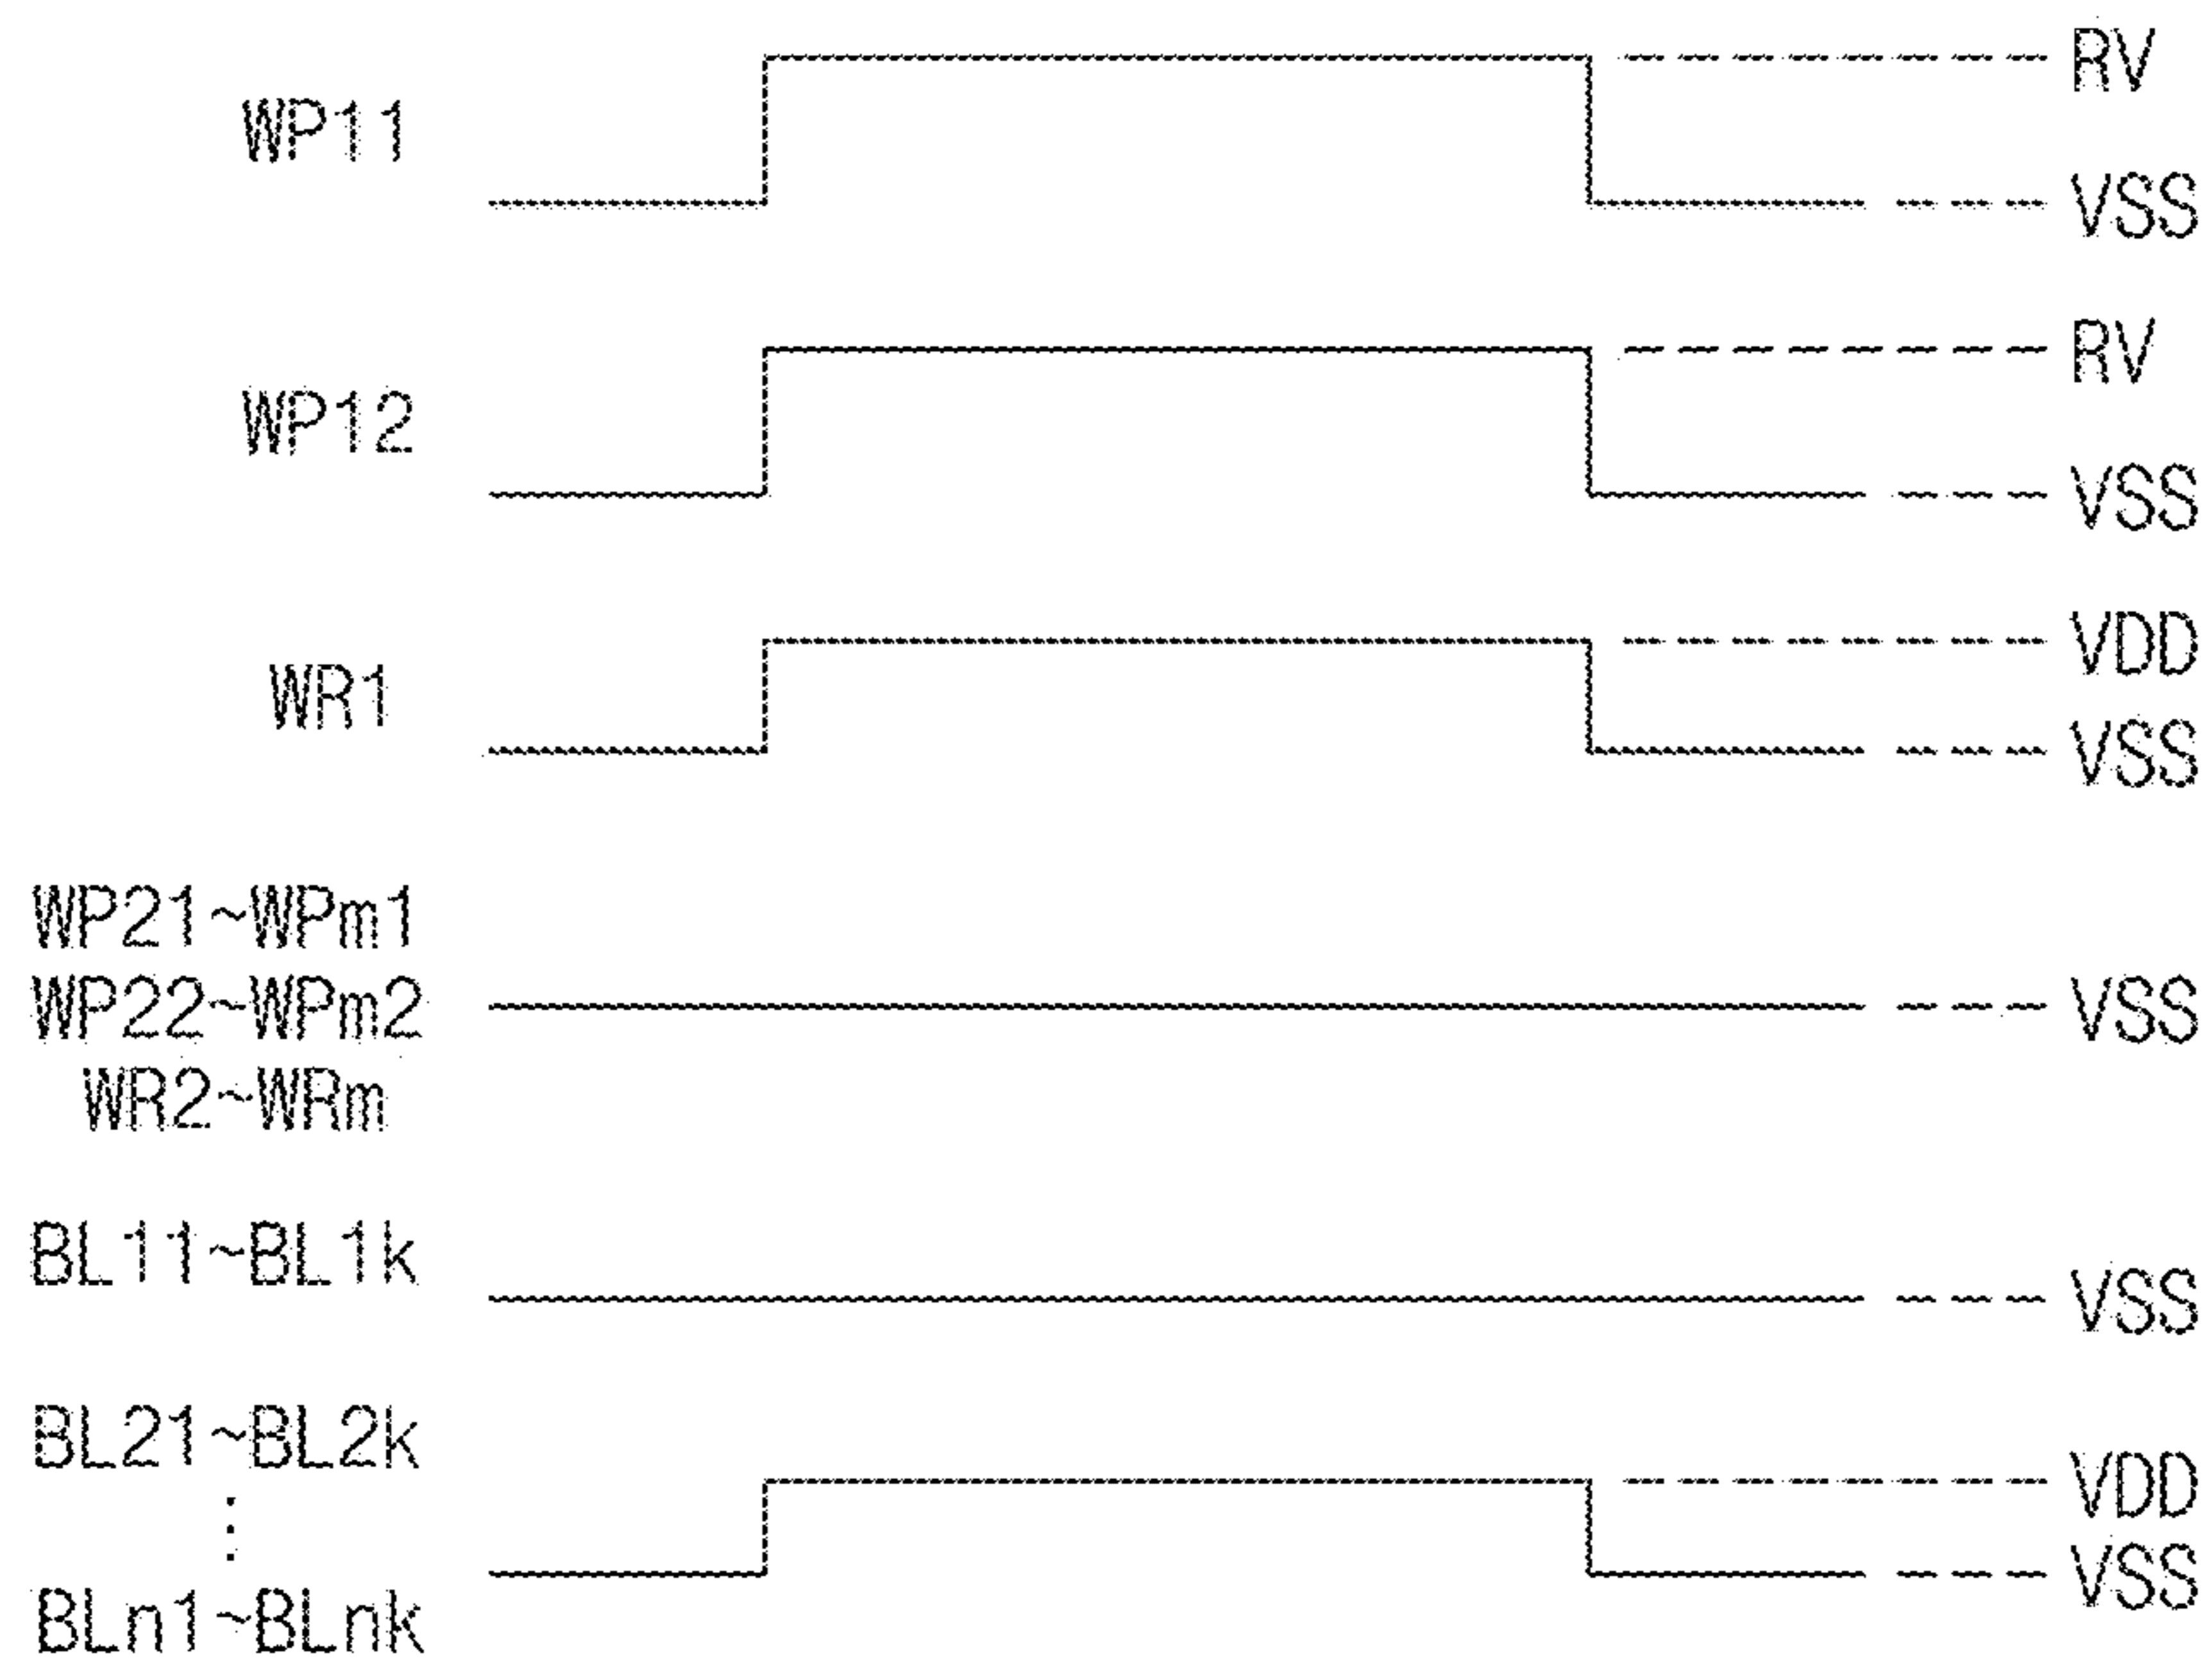 RV
WP11
VSS
RV
WP12
VSS
VDD
WR1
VSS
WP21~WPm1
WP22~WPm2 VSS
WR2~WRm
BL11~BL1k
VSS
BL21~BL2k
VDD
⋮
VSS
BLn1~BLnk